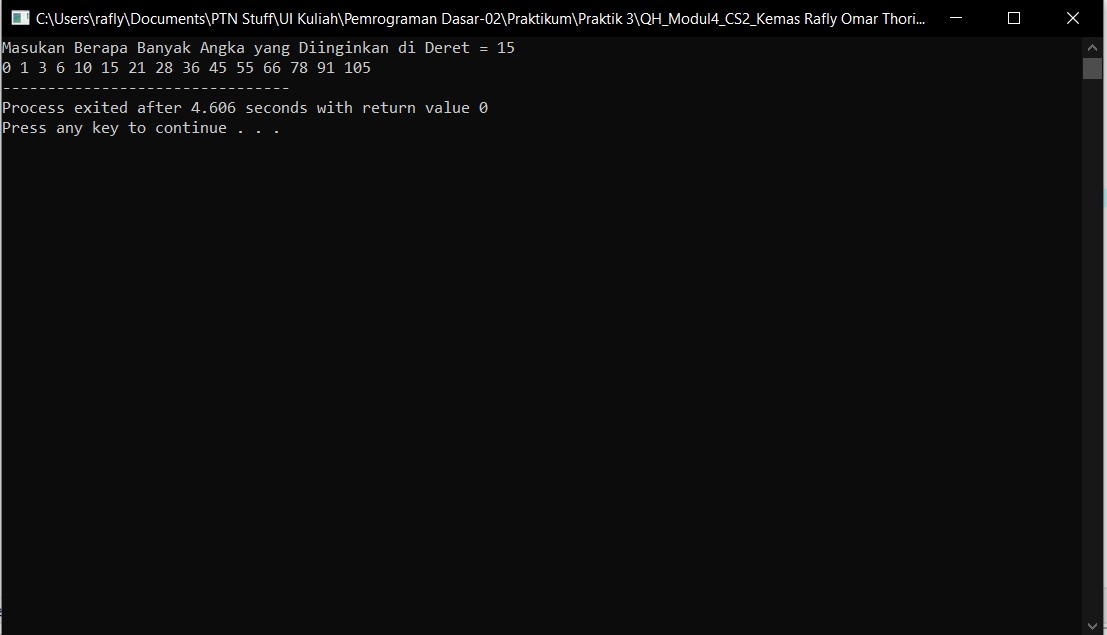 C:\Users\rafly\Documents\PTN Stuff\UI Kuliah\Pemrograman Dasar-02\Praktikum\Praktik 3\QH_Modul4_CS2_Kemas Rafly Omar Thori...
Masukan Berapa Banyak Angka yang Diinginkan di Deret = 15
0 1 3 6 10 15 21 28 36 45 55 66 78 91 105
--------------------------------
Process exited after 4.606 seconds with return value 0
Press any key to continue . . .